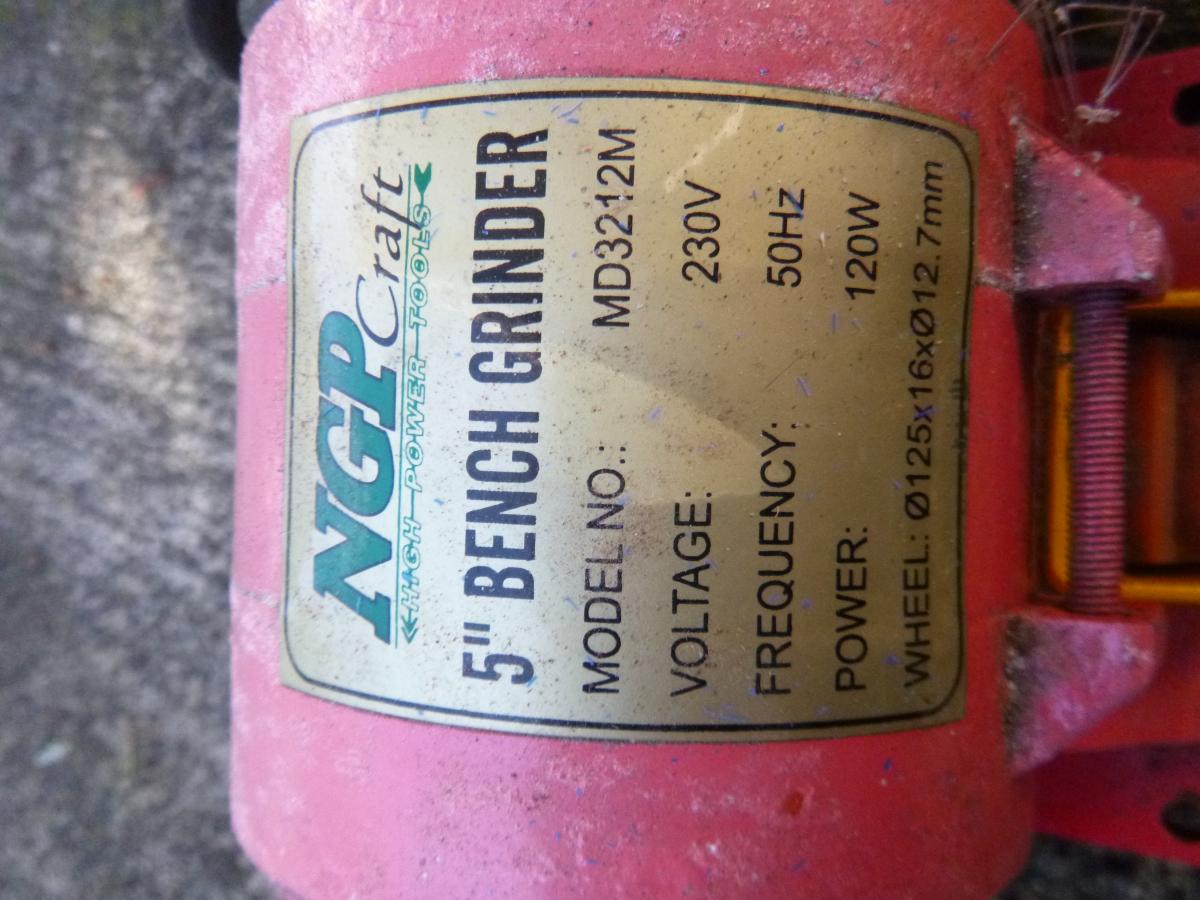 NGP Craft
HIGH POWER TOOLS
5" BENCH GRINDER
MODEL NO.: MD3212M
VOLTAGE: 230V
FREQUENCY: 50Hz
POWER: 120W
WHEEL: Ø125x16xØ12.7mm